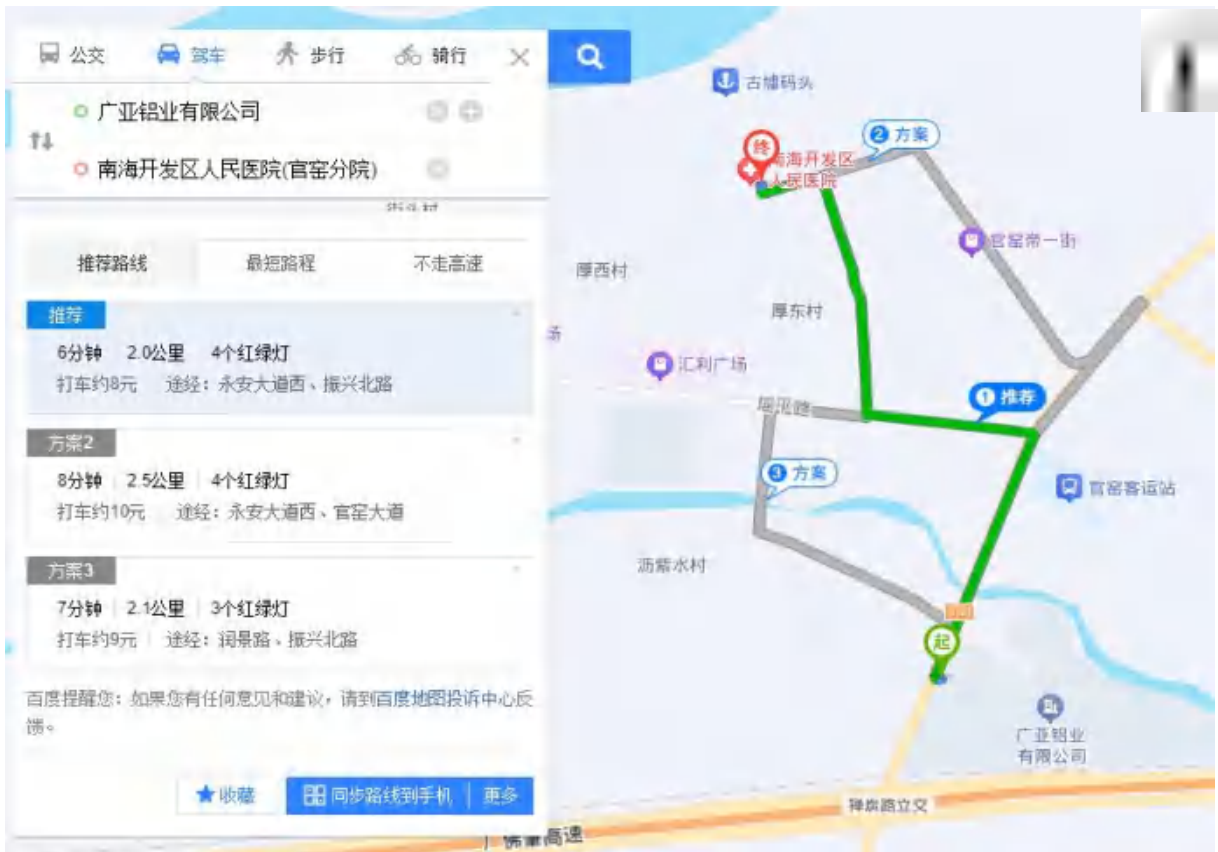 公交 驾车 步行 骑行
广亚铝业有限公司
南海开发区人民医院(官窑分院)
推荐路线 最短路程 不走高速
推荐
6分钟 2.0公里 4个红绿灯
打车约8元 途经：永安大道西、振兴北路
方案2
8分钟 2.5公里 4个红绿灯
打车约10元 途经：永安大道西、官窑大道
方案3
7分钟 2.1公里 3个红绿灯
打车约9元 途经：润景路、振兴北路
百度提醒您：如果您有任何意见和建议，请到百度地图投诉中心反
馈。
收藏 同步路线到手机 更多
古墟码头
2 方案
终
南海开发区
人民医院
官窑帝一街
厚西村
厚东村
场
汇利广场
1 推荐
3 方案
官窑客运站
沥紫水村
起
广亚铝业
有限公司
禅炭路立交
佛肇高速